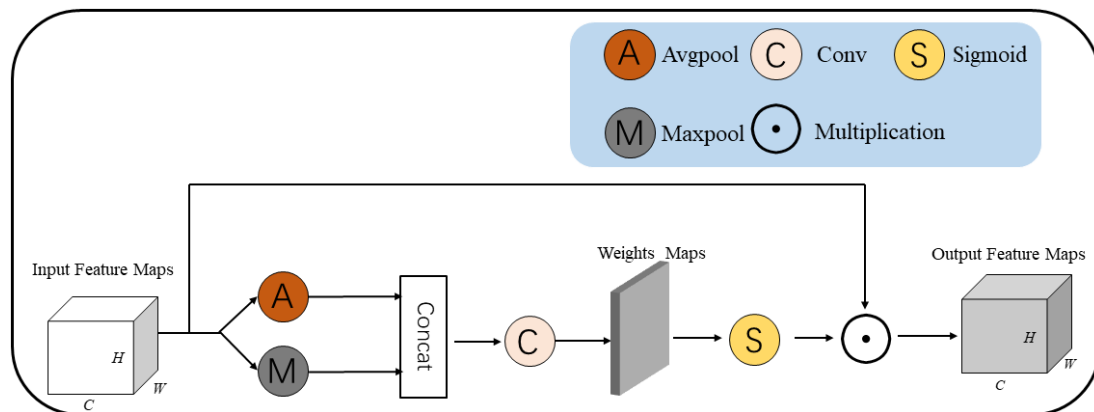 A Avgpool C Conv S Sigmoid
M Maxpool Multiplication
Input Feature Maps
H
W
C
A
M
Concat
C
Weights Maps
S
Output Feature Maps
H
W
C